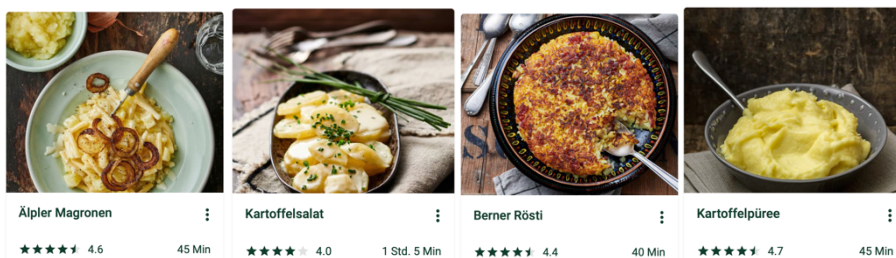 Älpler Magronen
4.6 45 Min
Kartoffelsalat
4.0 1 Std. 5 Min
Berner Rösti
4.4 40 Min
Kartoffelpüree
4.7 45 Min